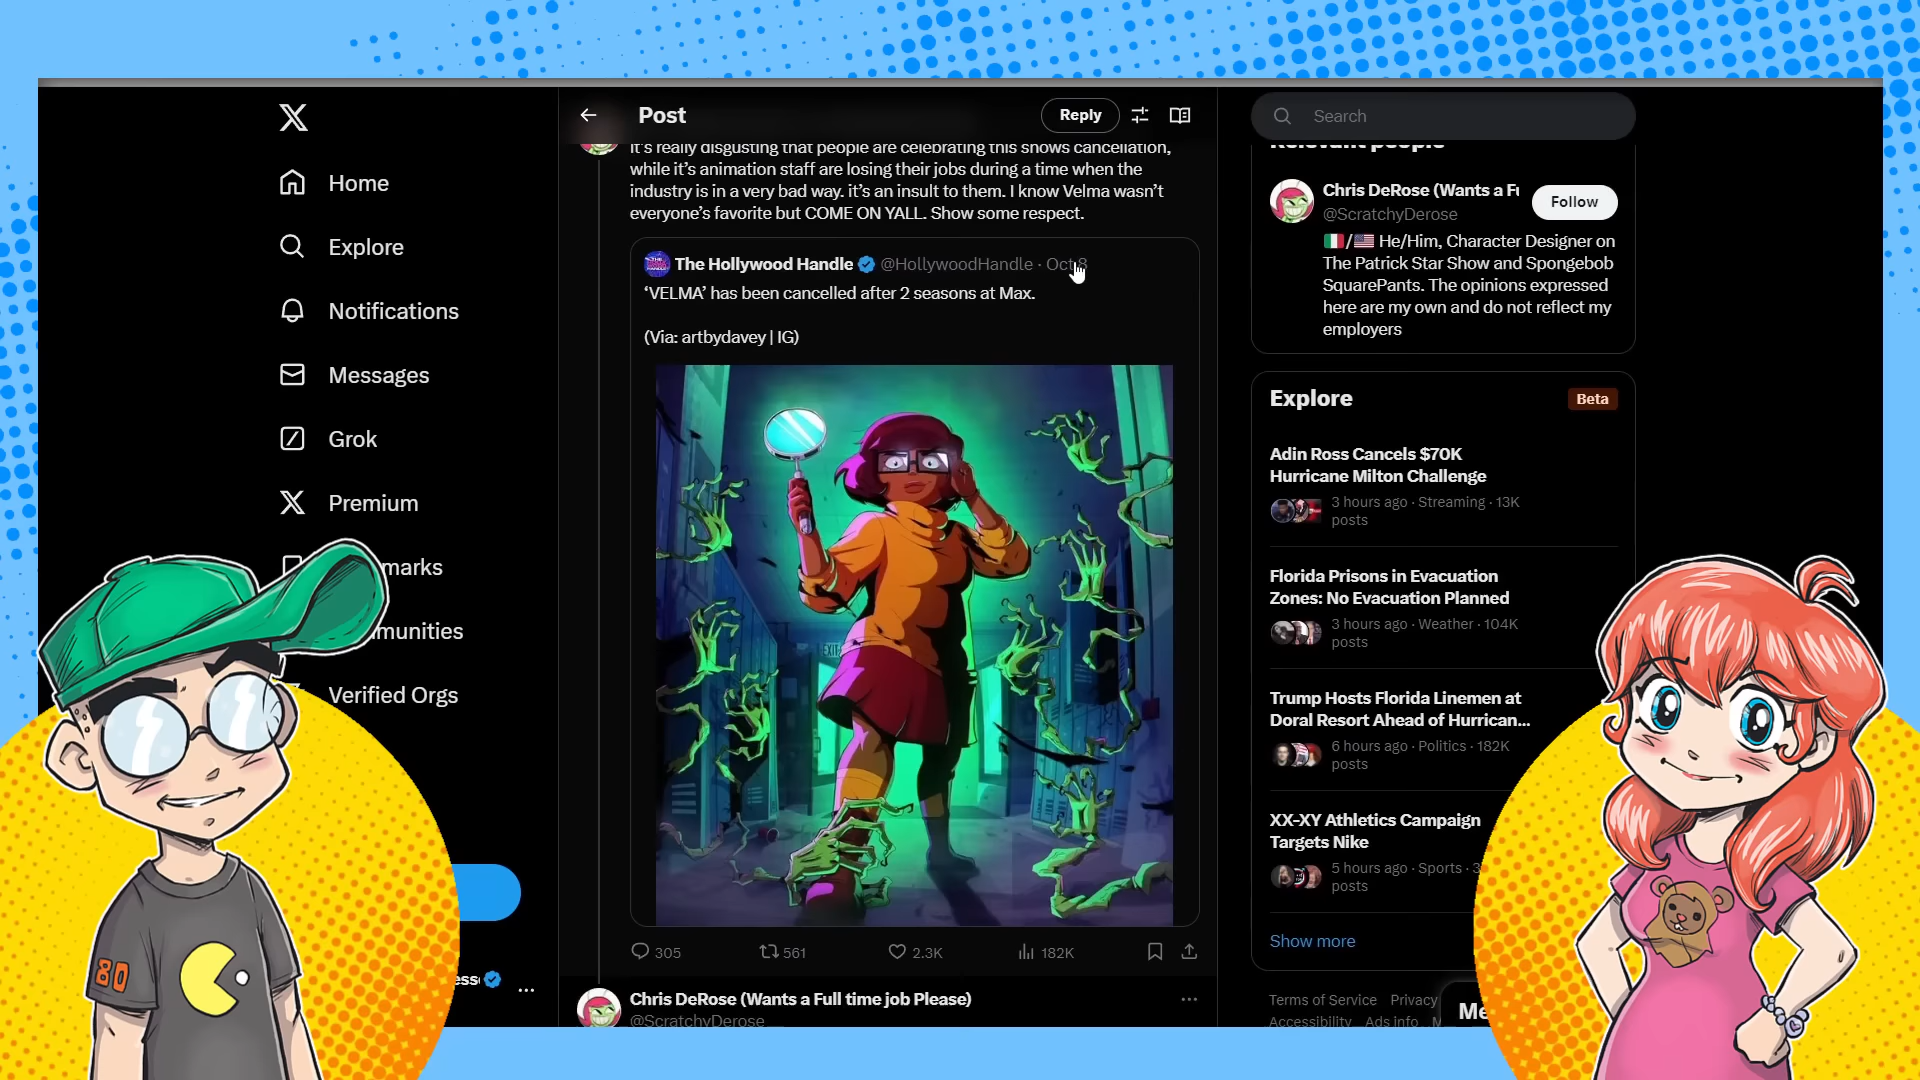 Home
Explore
Notifications
Messages
Grok
Premium
marks
munities
Verified Orgs
80
ess
...
Post
Reply
It's really disgusting that people are celebrating this shows cancellation,
while it's animation staff are losing their jobs during a time when the
industry is in a very bad way. it's an insult to them. I know Velma wasn't
everyone's favorite but COME ON YALL. Show some respect.
The Hollywood Handle @HollywoodHandle · Oct 8
‘VELMA’ has been cancelled after 2 seasons at Max.
(Via: artbydavey | IG)
EXIT
305 561 2.3K 182K
Chris DeRose (Wants a Full time job Please)
@ScratchyDerose
Search
Relevant people
Chris DeRose (Wants a Fu
@ScratchyDerose
Follow
🇮🇹/🇺🇸 He/Him, Character Designer on
The Patrick Star Show and Spongebob
SquarePants. The opinions expressed
here are my own and do not reflect my
employers
Explore
Beta
Adin Ross Cancels $70K
Hurricane Milton Challenge
3 hours ago · Streaming · 13K
posts
Florida Prisons in Evacuation
Zones: No Evacuation Planned
3 hours ago · Weather · 104K
posts
Trump Hosts Florida Linemen at
Doral Resort Ahead of Hurrican...
6 hours ago · Politics · 182K
posts
XX-XY Athletics Campaign
Targets Nike
5 hours ago · Sports · 3
posts
Show more
Terms of Service Privacy
Accessibility Ads info M
Me